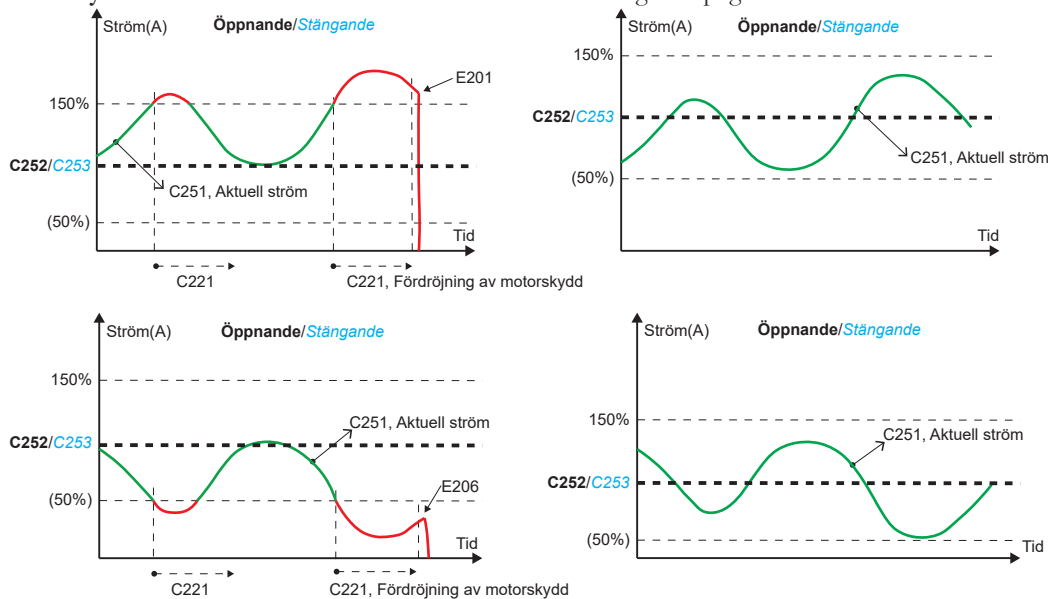 Ström(A) Öppnande/Stängande
E201
150%
C252/C253
C251, Aktuell ström
(50%)
Tid
C221 C221, Fördröjning av motorskydd
Ström(A) Öppnande/Stängande
150%
C252/C253
C251, Aktuell ström
(50%)
Tid
Ström(A) Öppnande/Stängande
150%
C251, Aktuell ström
C252/C253
E206
(50%)
Tid
C221 C221, Fördröjning av motorskydd
Ström(A) Öppnande/Stängande
150%
C251, Aktuell ström
C252/C253
(50%)
Tid